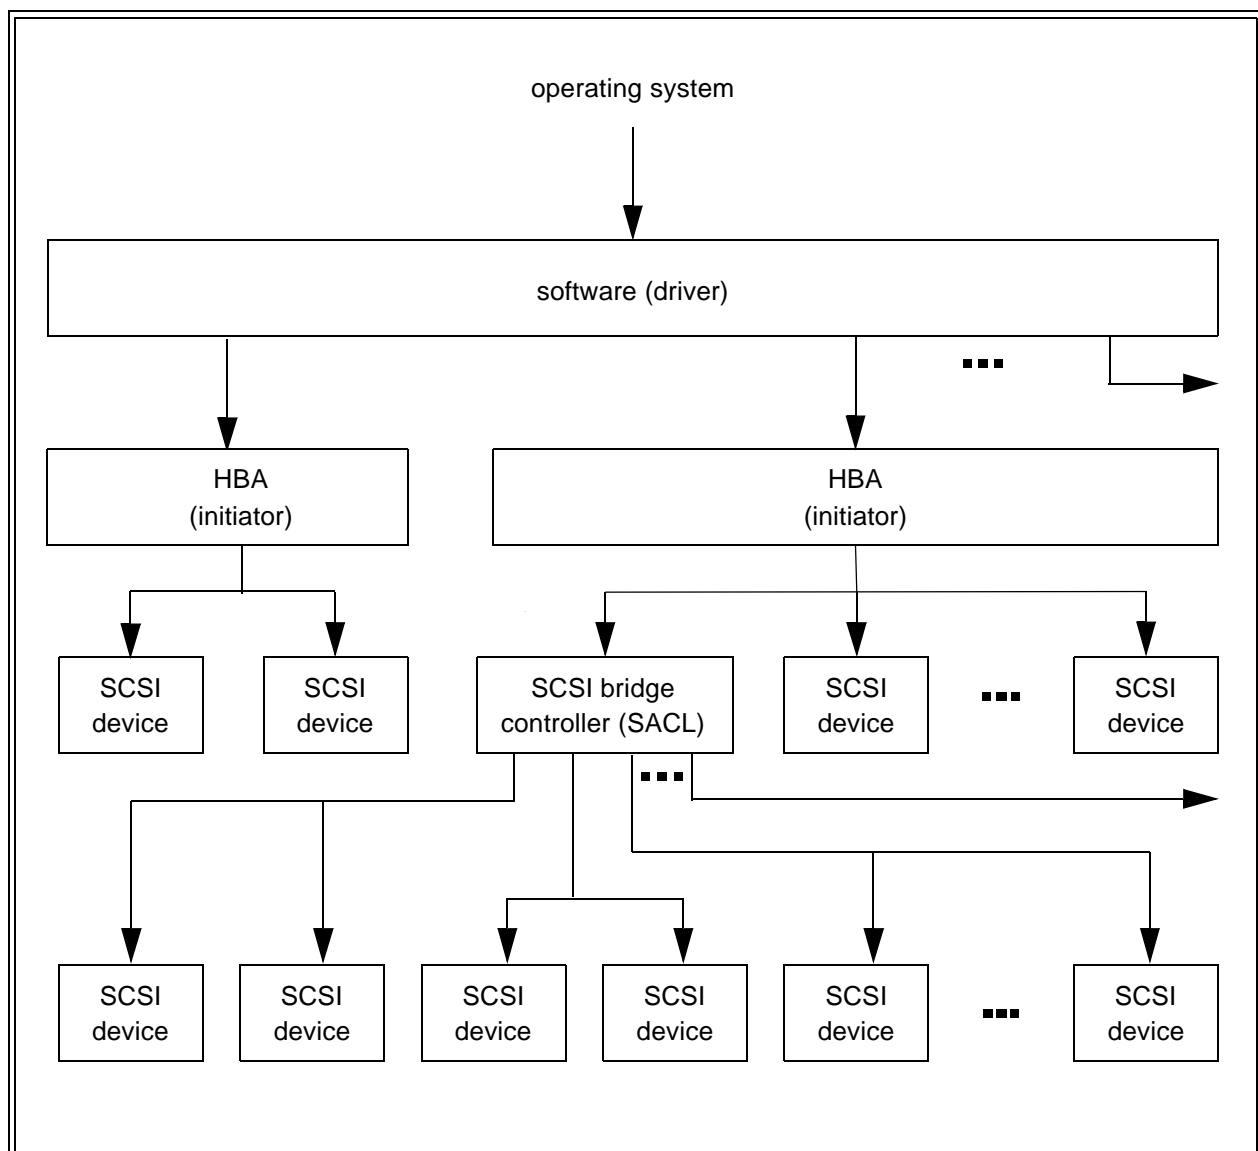 operating system
software (driver)
HBA
(initiator)
HBA
(initiator)
SCSI
device
SCSI
device
SCSI bridge
controller (SACL)
SCSI
device
SCSI
device
SCSI
device
SCSI
device
SCSI
device
SCSI
device
SCSI
device
SCSI
device